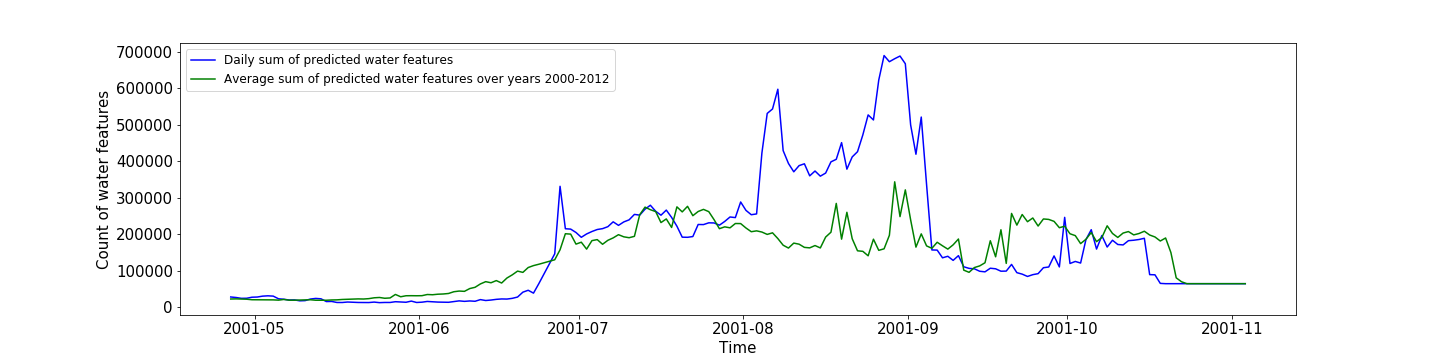 Daily sum of predicted water features
Average sum of predicted water features over years 2000-2012
Count of water features
700000
600000
500000
400000
300000
200000
100000
0
2001-05 2001-06 2001-07 2001-08 2001-09 2001-10 2001-11
Time